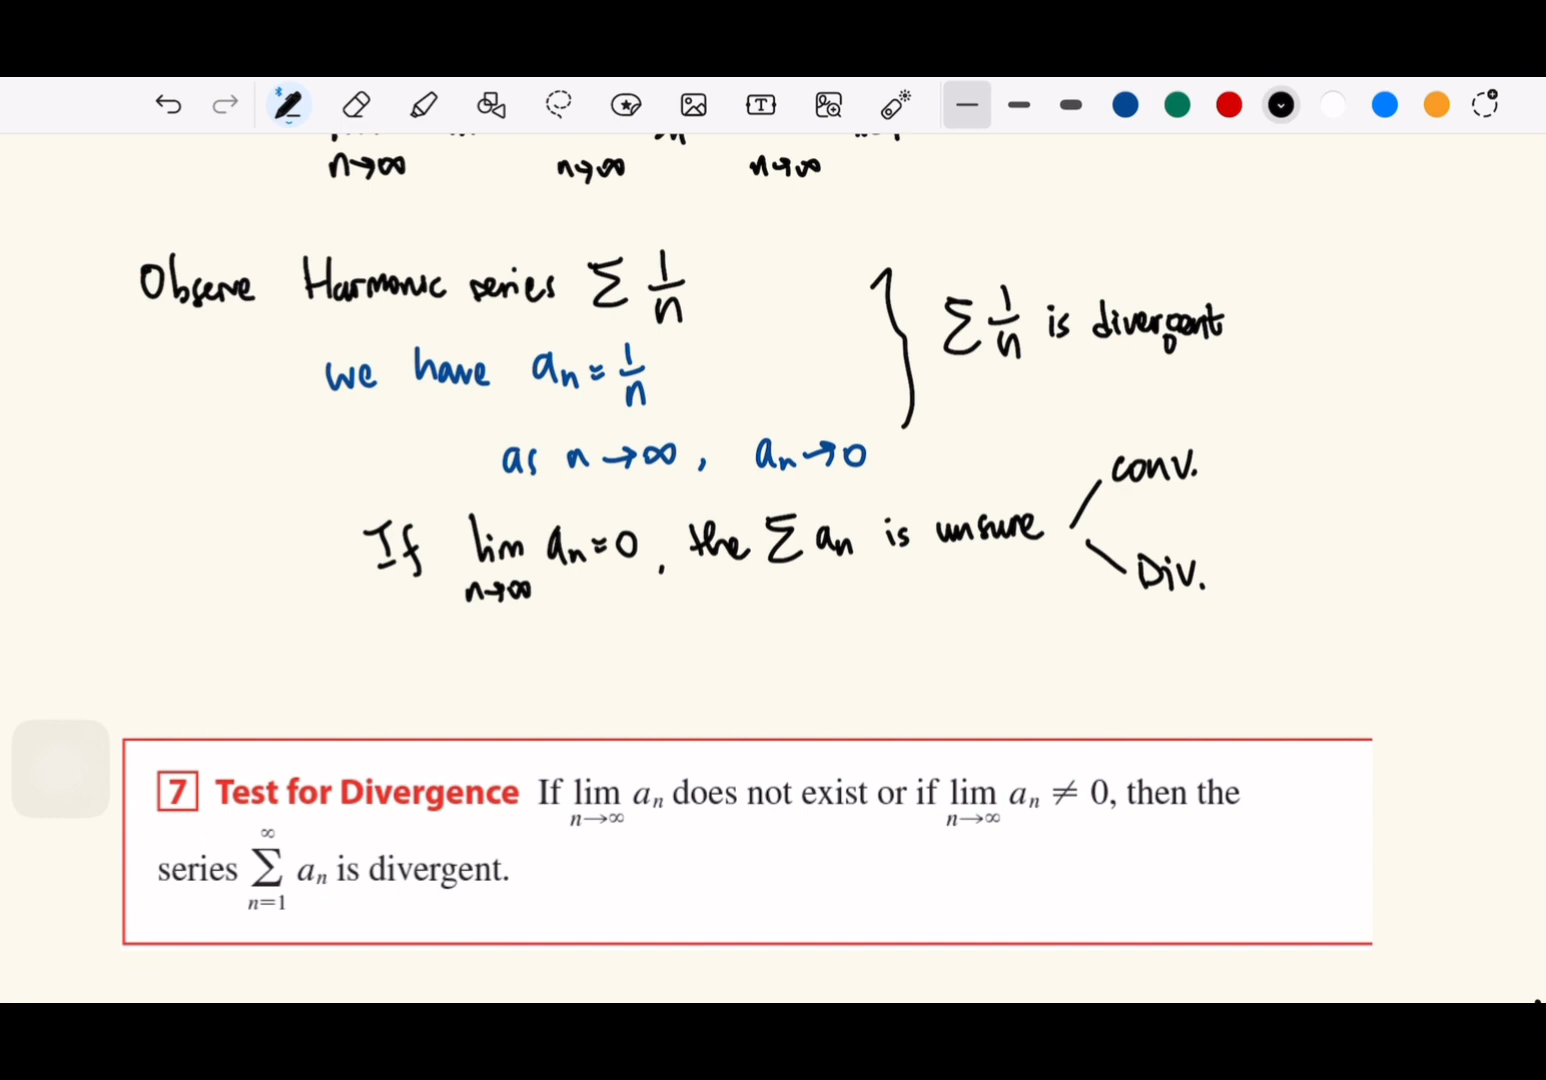 n→∞ n→∞ n→∞
Observe Harmonic series Σ 1/n
Σ 1/n is divergent
we have aₙ = 1/n
as n→∞, aₙ→0
conv.
If lim n→∞ aₙ = 0, the Σ aₙ is unsure
Div.
7 Test for Divergence If lim n→∞ aₙ does not exist or if lim n→∞ aₙ ≠ 0, then the
series ∞ Σ n=1 aₙ is divergent.